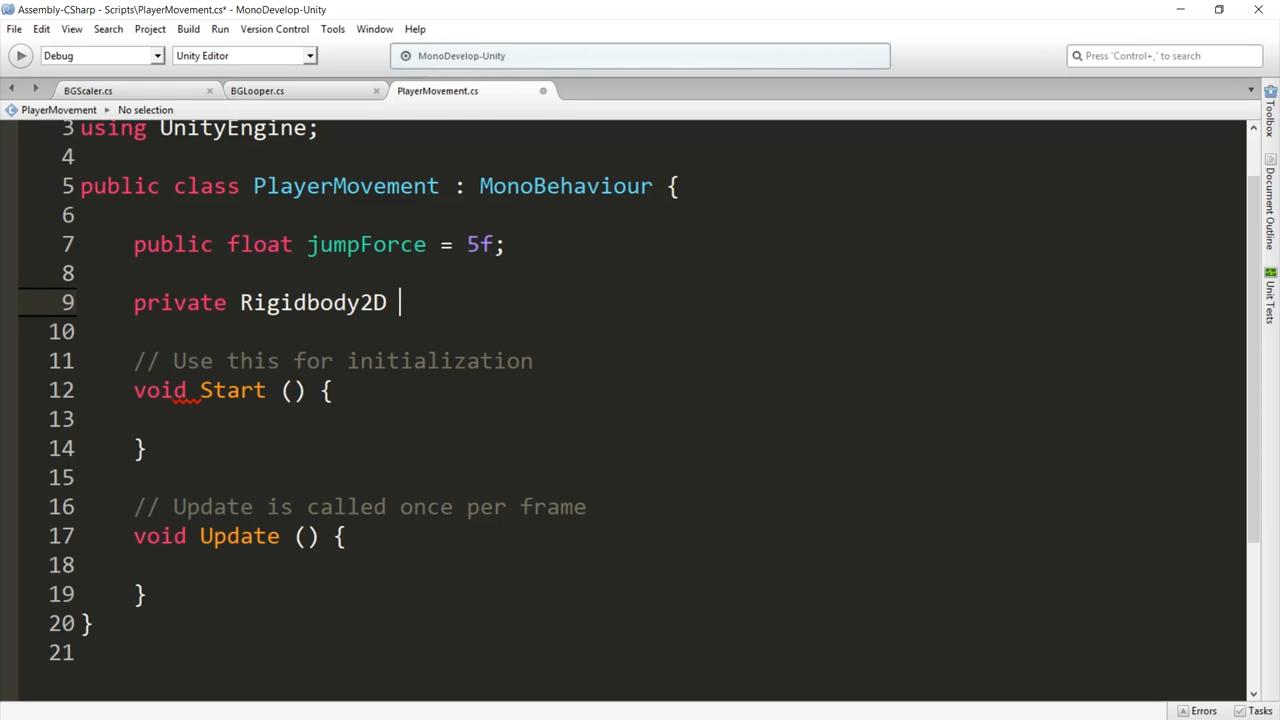 Assembly-CSharp - Scripts\PlayerMovement.cs* - MonoDevelop-Unity
File Edit View Search Project Build Run Version Control Tools Window Help
Debug Unity Editor MonoDevelop-Unity Press 'Control+,' to search
BGScaler.cs BGLooper.cs PlayerMovement.cs
PlayerMovement No selection
3 using UnityEngine;
4
5 public class PlayerMovement : MonoBehaviour {
6
7 public float jumpForce = 5f;
8
9 private Rigidbody2D
10
11 // Use this for initialization
12 void Start () {
13
14 }
15
16 // Update is called once per frame
17 void Update () {
18
19 }
20 }
21
Toolbox
Document Outline
Unit Tests
Errors Tasks